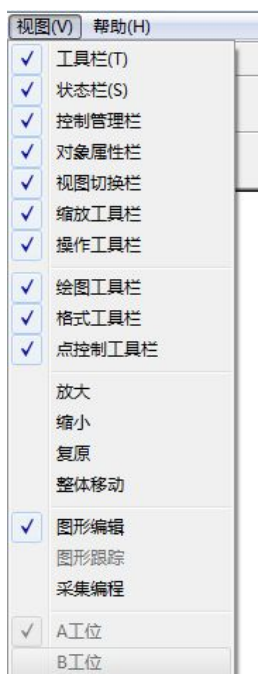 视图(V) 帮助(H)
工具栏(T)
状态栏(S)
控制管理栏
对象属性栏
视图切换栏
缩放工具栏
操作工具栏
绘图工具栏
格式工具栏
点控制工具栏
放大
缩小
复原
整体移动
图形编辑
图形跟踪
采集编程
A工位
B工位